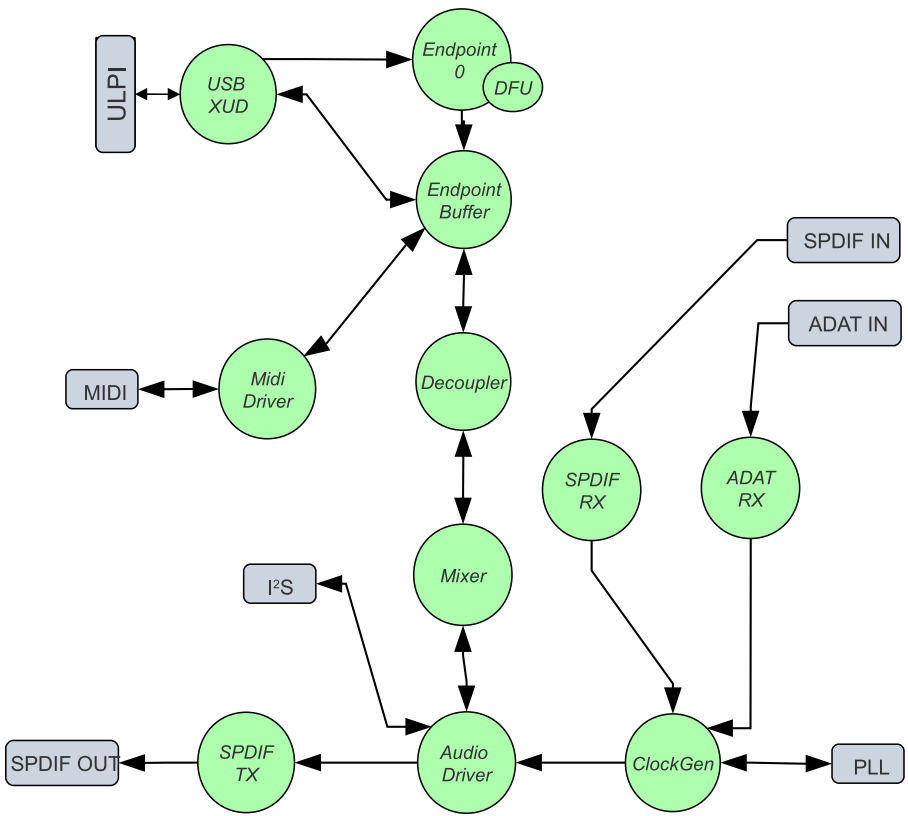 ULPI
USB
XUD
Endpoint
0
DFU
Endpoint
Buffer
SPDIF IN
ADAT IN
MIDI
Midi
Driver
Decoupler
SPDIF
RX
ADAT
RX
I²S
Mixer
SPDIF OUT
SPDIF
TX
Audio
Driver
ClockGen
PLL